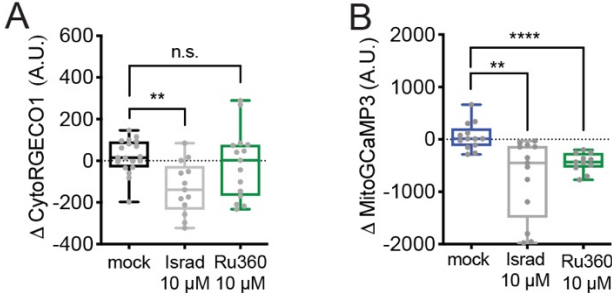 A
Δ CytoRGECO1 (A.U.)
600
400
200
0
-200
-400
n.s.
**
mock
Israd
10 µM
Ru360
10 µM
B
Δ MitoGCaMP3 (A.U.)
2000
1000
0
-1000
-2000
****
**
mock
Israd
10 µM
Ru360
10 µM